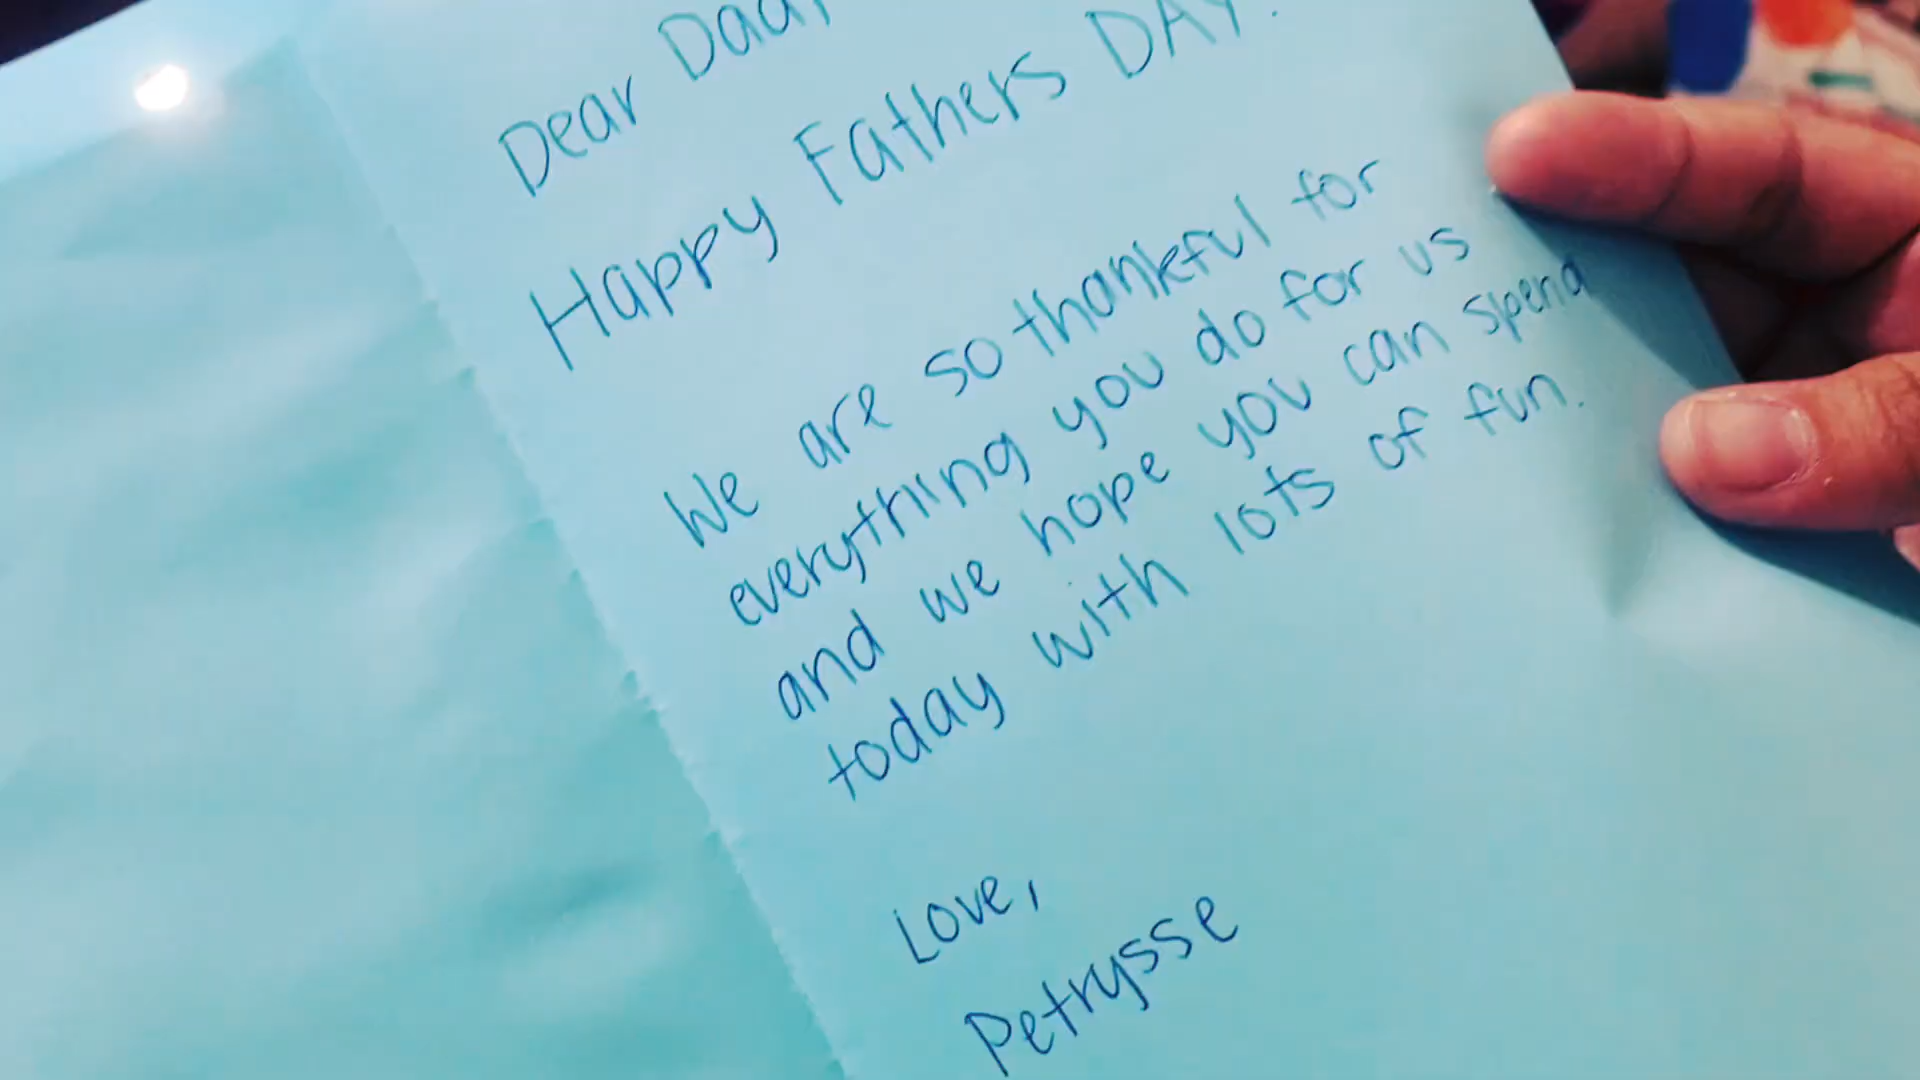 Dear Dad,
Happy Fathers DAY!
We are so thankful for
everything you do for us
and we hope you can spend
today with lots of fun.
Love,
Petrysse